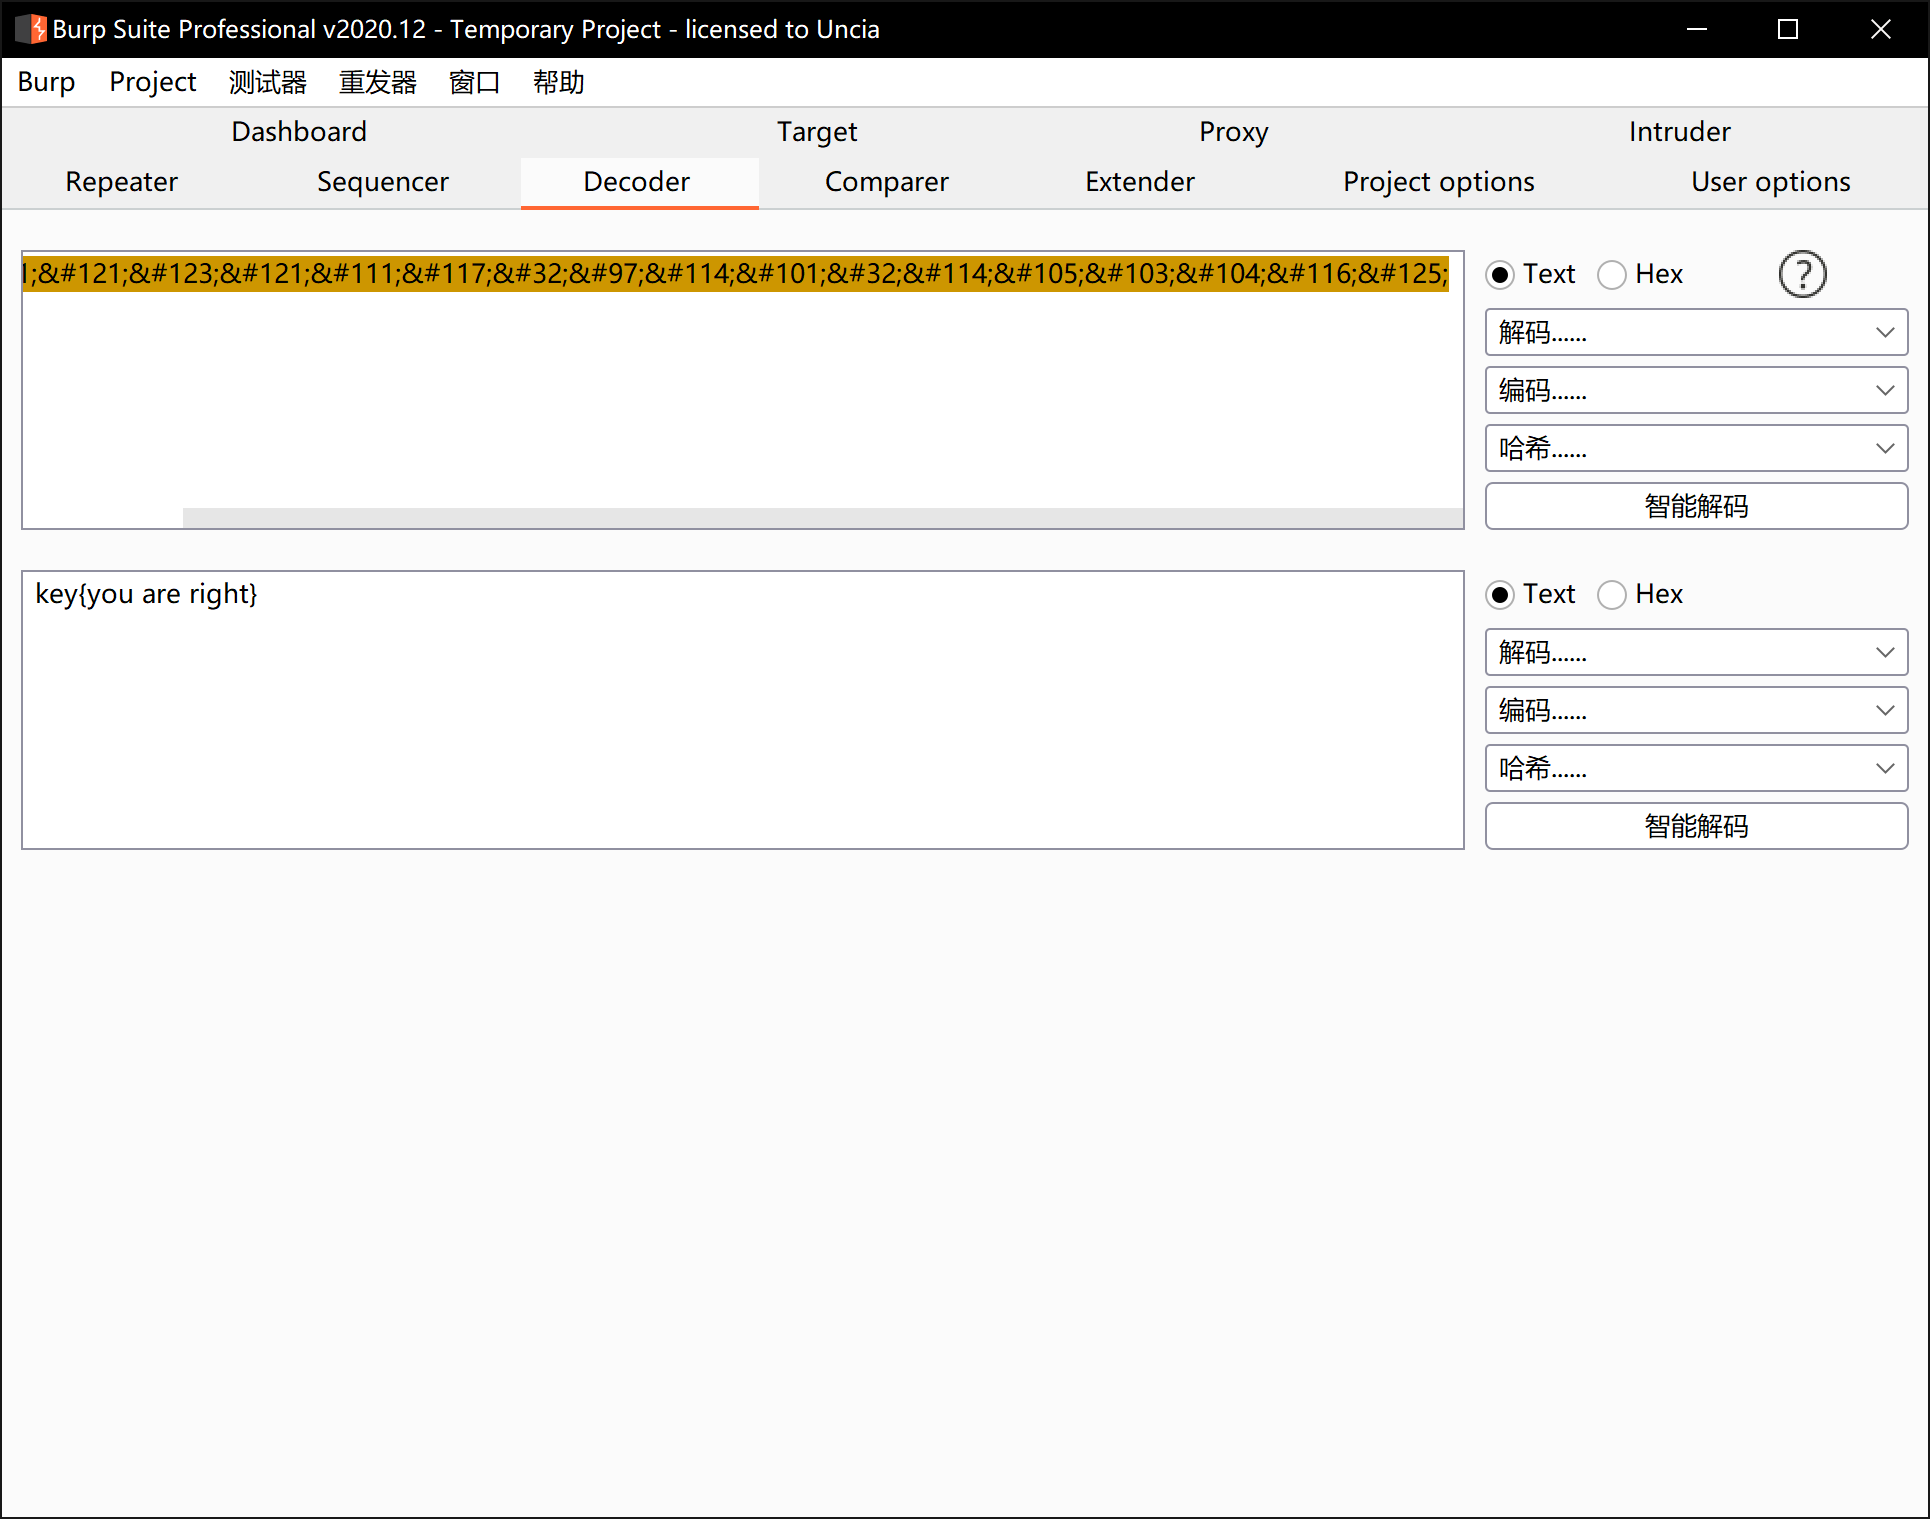 Burp Suite Professional v2020.12 - Temporary Project - licensed to Uncia
Burp Project 测试器 重发器 窗口 帮助
Dashboard Target Proxy Intruder
Repeater Sequencer Decoder Comparer Extender Project options User options
1;&#121;&#123;&#121;&#111;&#117;&#32;&#97;&#114;&#101;&#32;&#114;&#105;&#103;&#104;&#116;&#125;
Text Hex ?
解码......
编码......
哈希......
智能解码
key{you are right}
Text Hex
解码......
编码......
哈希......
智能解码